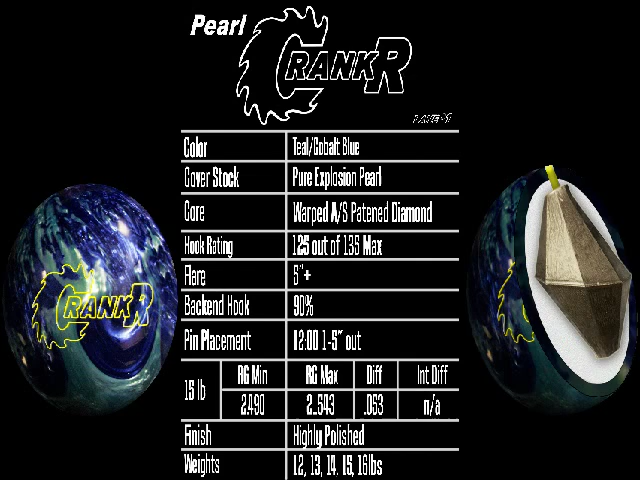 Pearl
CRANKR
Color Teal/Cobalt Blue
Cover Stock Pure Explosion Pearl
Core Warped A/S Patened Diamond
Hook Rating 125 out of 135 Max
Flare 6"+
Backend Hook 90%
Pin Placement 12:00 1-5" out
RG Min RG Max Diff Int Diff
15 lb 2.490 2.543 .053 n/a
Finish Highly Polished
Weights 12, 13, 14, 15, 16lbs
CRANKR